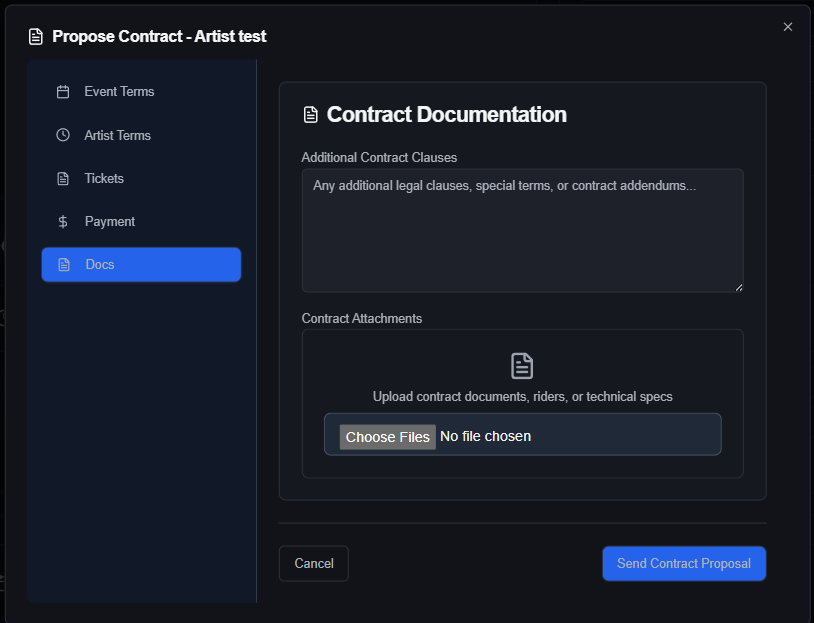 Propose Contract - Artist test
Event Terms
Artist Terms
Tickets
Payment
Docs
Contract Documentation
Additional Contract Clauses
Any additional legal clauses, special terms, or contract addendums...
Contract Attachments
Upload contract documents, riders, or technical specs
Choose Files No file chosen
Cancel
Send Contract Proposal